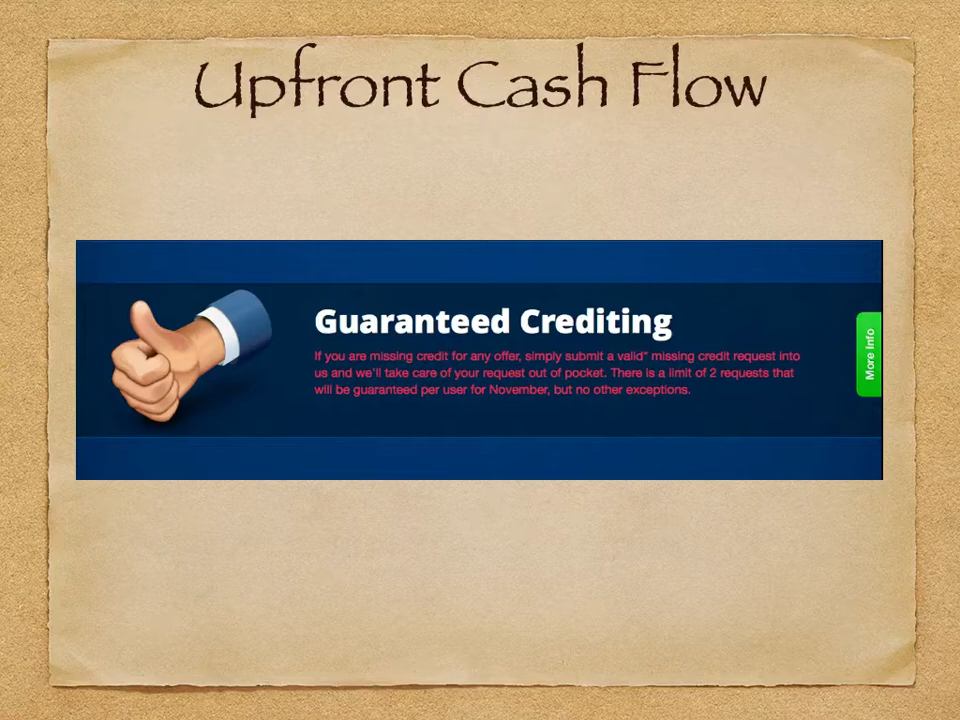 Upfront Cash Flow
Guaranteed Crediting
If you are missing credit for any offer, simply submit a valid* missing credit request into
us and we'll take care of your request out of pocket. There is a limit of 2 requests that
will be guaranteed per user for November, but no other exceptions.
More Info